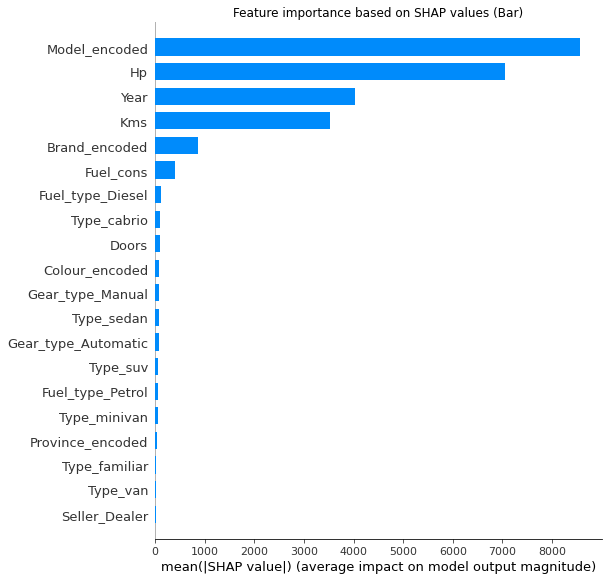 Feature importance based on SHAP values (Bar)
Model_encoded
Hp
Year
Kms
Brand_encoded
Fuel_cons
Fuel_type_Diesel
Type_cabrio
Doors
Colour_encoded
Gear_type_Manual
Type_sedan
Gear_type_Automatic
Type_suv
Fuel_type_Petrol
Type_minivan
Province_encoded
Type_familiar
Type_van
Seller_Dealer
0 1000 2000 3000 4000 5000 6000 7000 8000
mean(|SHAP value|) (average impact on model output magnitude)